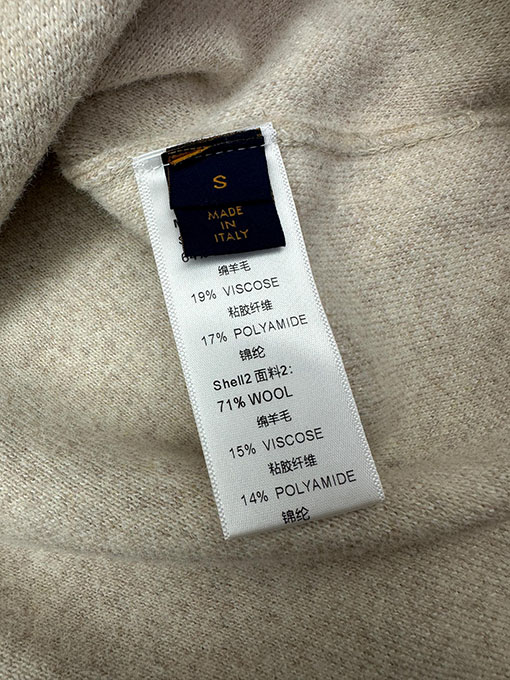 S
MADE
IN
ITALY
绵羊毛
19% VISCOSE
粘胶纤维
17% POLYAMIDE
锦纶
Shell2 面料2:
71% WOOL
绵羊毛
15% VISCOSE
粘胶纤维
14% POLYAMIDE
锦纶